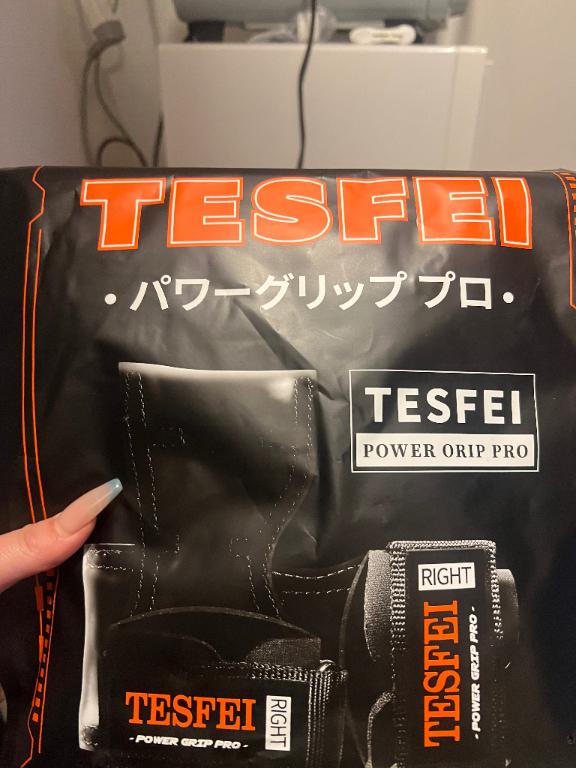 TESFEI
・パワーグリップ プロ・
TESFEI
POWER ORIP PRO
RIGHT
TESFEI
- POWER GRIP PRO -
TESFEI
RIGHT
- POWER GRIP PRO -